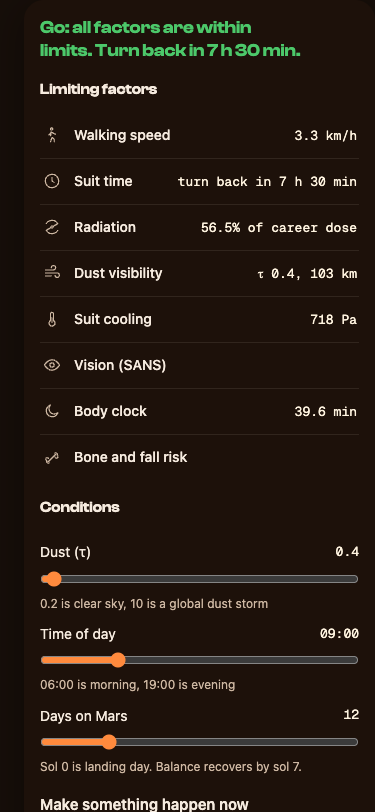 Go: all factors are within
limits. Turn back in 7 h 30 min.
Limiting factors
Walking speed 3.3 km/h
Suit time turn back in 7 h 30 min
Radiation 56.5% of career dose
Dust visibility τ 0.4, 103 km
Suit cooling 718 Pa
Vision (SANS)
Body clock 39.6 min
Bone and fall risk
Conditions
Dust (τ) 0.4
0.2 is clear sky, 10 is a global dust storm
Time of day 09:00
06:00 is morning, 19:00 is evening
Days on Mars 12
Sol 0 is landing day. Balance recovers by sol 7.
Make something happen now